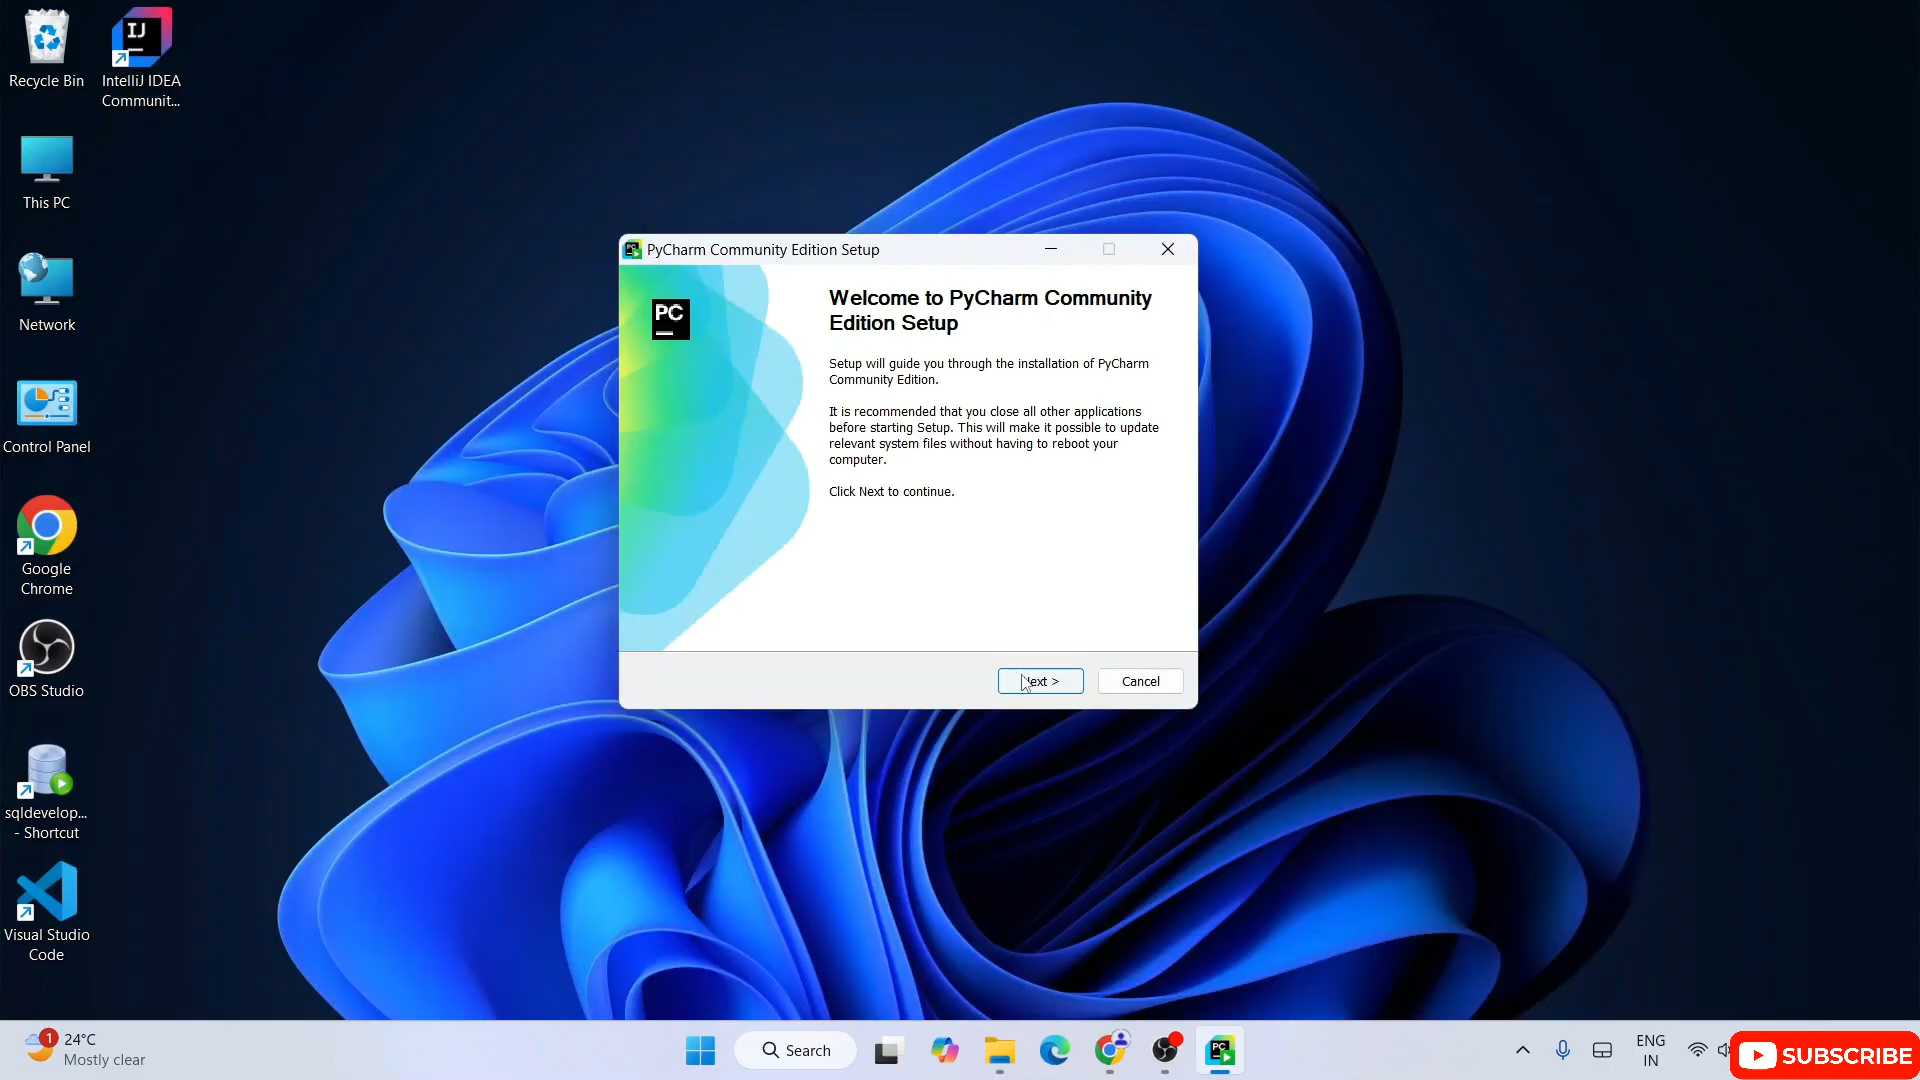 Recycle Bin
IntelliJ IDEA
Communit...
IJ
This PC
Network
Control Panel
Google
Chrome
OBS Studio
sqldevelop...
- Shortcut
Visual Studio
Code
PyCharm Community Edition Setup
PC
Welcome to PyCharm Community
Edition Setup
Setup will guide you through the installation of PyCharm
Community Edition.
It is recommended that you close all other applications
before starting Setup. This will make it possible to update
relevant system files without having to reboot your
computer.
Click Next to continue.
Next >
Cancel
1
24°C
Mostly clear
Search
PC
ENG
IN
SUBSCRIBE